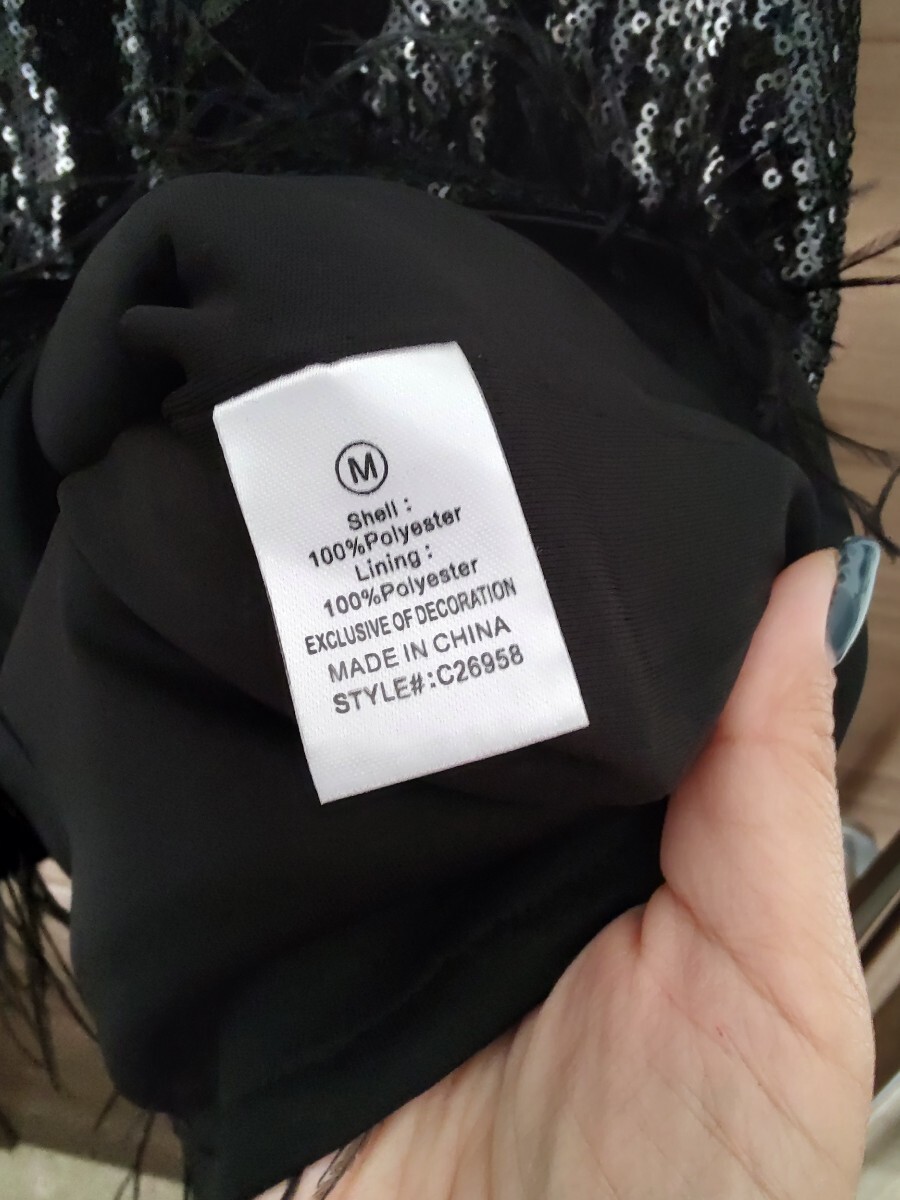 M
Shell :
100%Polyester
Lining :
100%Polyester
EXCLUSIVE OF DECORATION
MADE IN CHINA
STYLE#:C26958